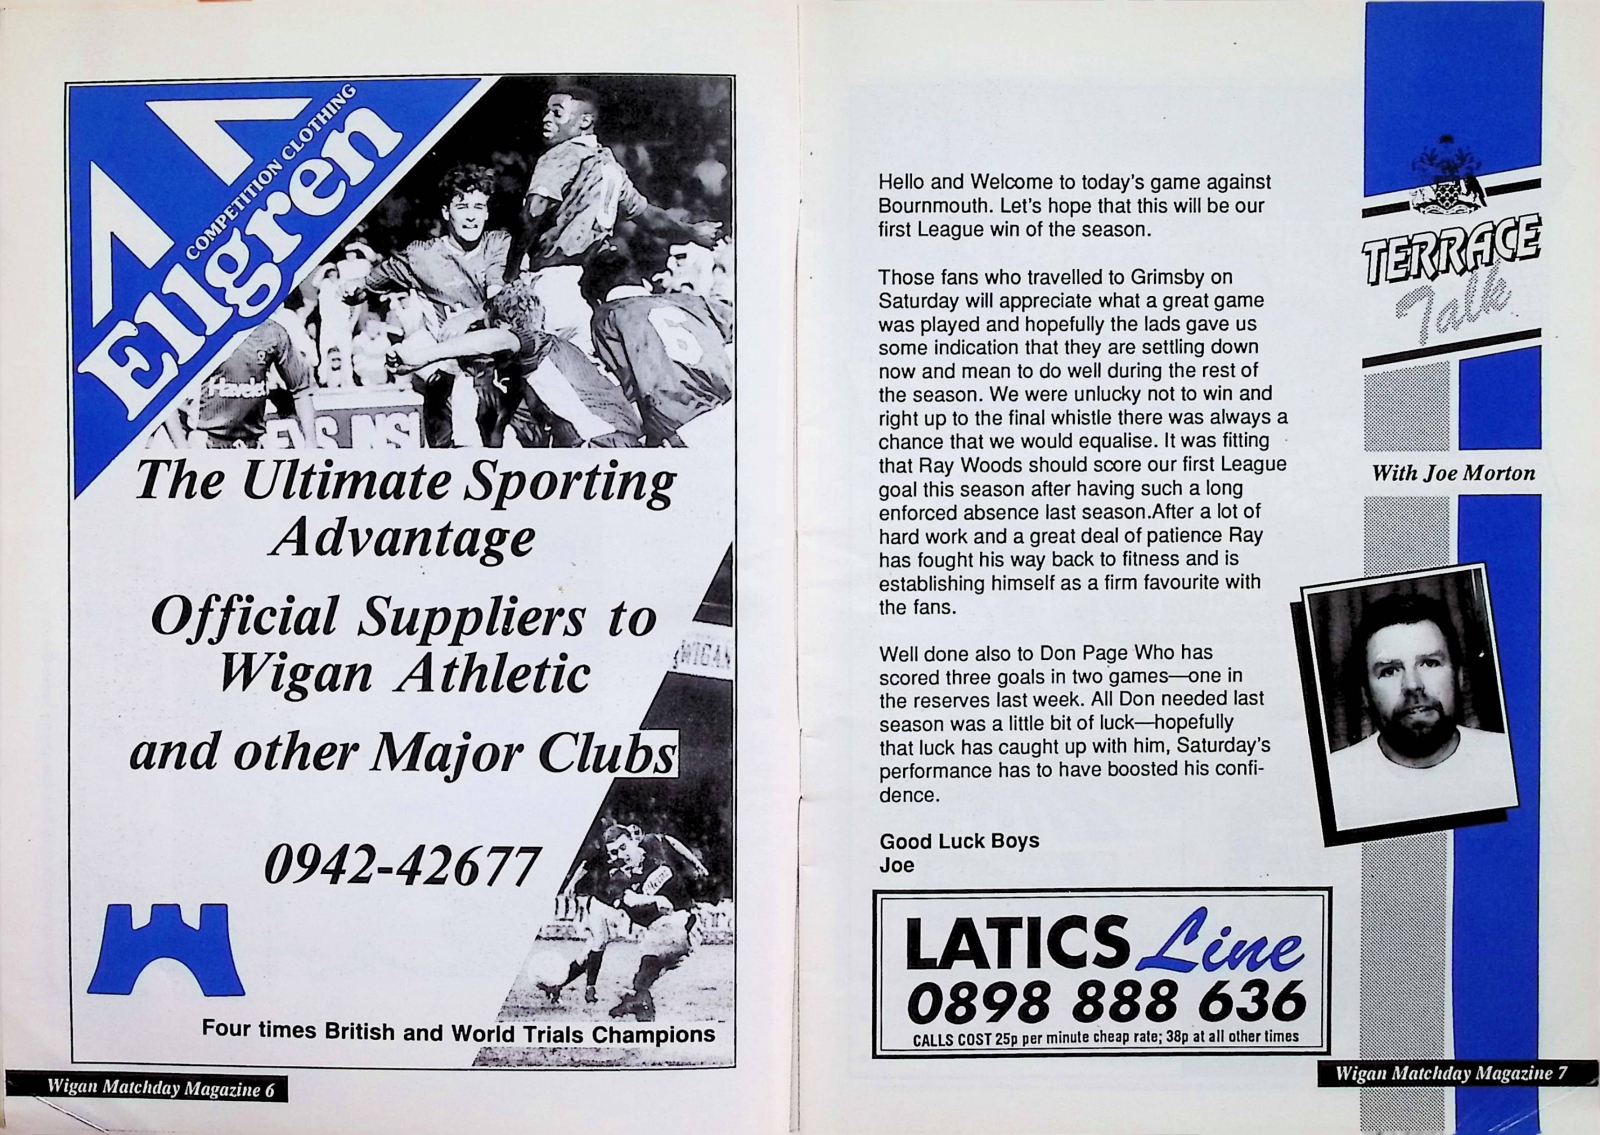 COMPETITION CLOTHING
Ellgren
6
The Ultimate Sporting
Advantage
Official Suppliers to
Wigan Athletic
and other Major Clubs
0942-42677
WIGAN
Four times British and World Trials Champions
Wigan Matchday Magazine 6
Hello and Welcome to today's game against
Bournmouth. Let's hope that this will be our
first League win of the season.
Those fans who travelled to Grimsby on
Saturday will appreciate what a great game
was played and hopefully the lads gave us
some indication that they are settling down
now and mean to do well during the rest of
the season. We were unlucky not to win and
right up to the final whistle there was always a
chance that we would equalise. It was fitting
that Ray Woods should score our first League
goal this season after having such a long
enforced absence last season.After a lot of
hard work and a great deal of patience Ray
has fought his way back to fitness and is
establishing himself as a firm favourite with
the fans.
Well done also to Don Page Who has
scored three goals in two games—one in
the reserves last week. All Don needed last
season was a little bit of luck—hopefully
that luck has caught up with him, Saturday's
performance has to have boosted his confi-
dence.
Good Luck Boys
Joe
LATICS Line
0898 888 636
CALLS COST 25p per minute cheap rate; 38p at all other times
TERRACE
Talk
With Joe Morton
Wigan Matchday Magazine 7